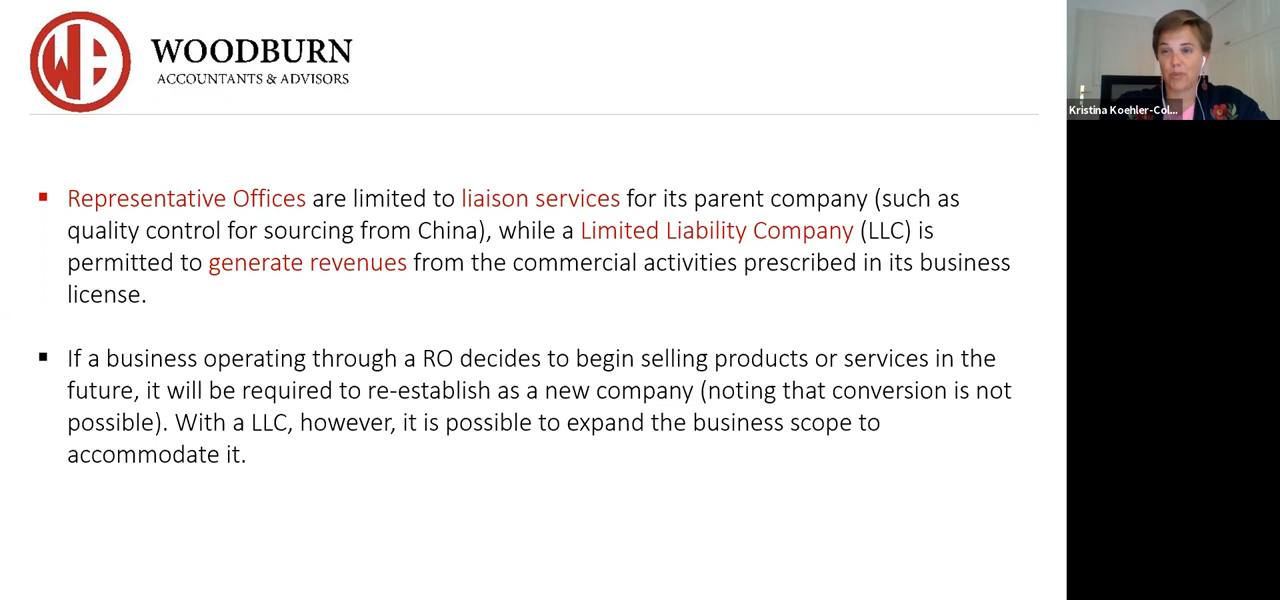 WB
WOODBURN
ACCOUNTANTS & ADVISORS
Kristina Koehler-Col...
▪ Representative Offices are limited to liaison services for its parent company (such as
quality control for sourcing from China), while a Limited Liability Company (LLC) is
permitted to generate revenues from the commercial activities prescribed in its business
license.
▪ If a business operating through a RO decides to begin selling products or services in the
future, it will be required to re-establish as a new company (noting that conversion is not
possible). With a LLC, however, it is possible to expand the business scope to
accommodate it.